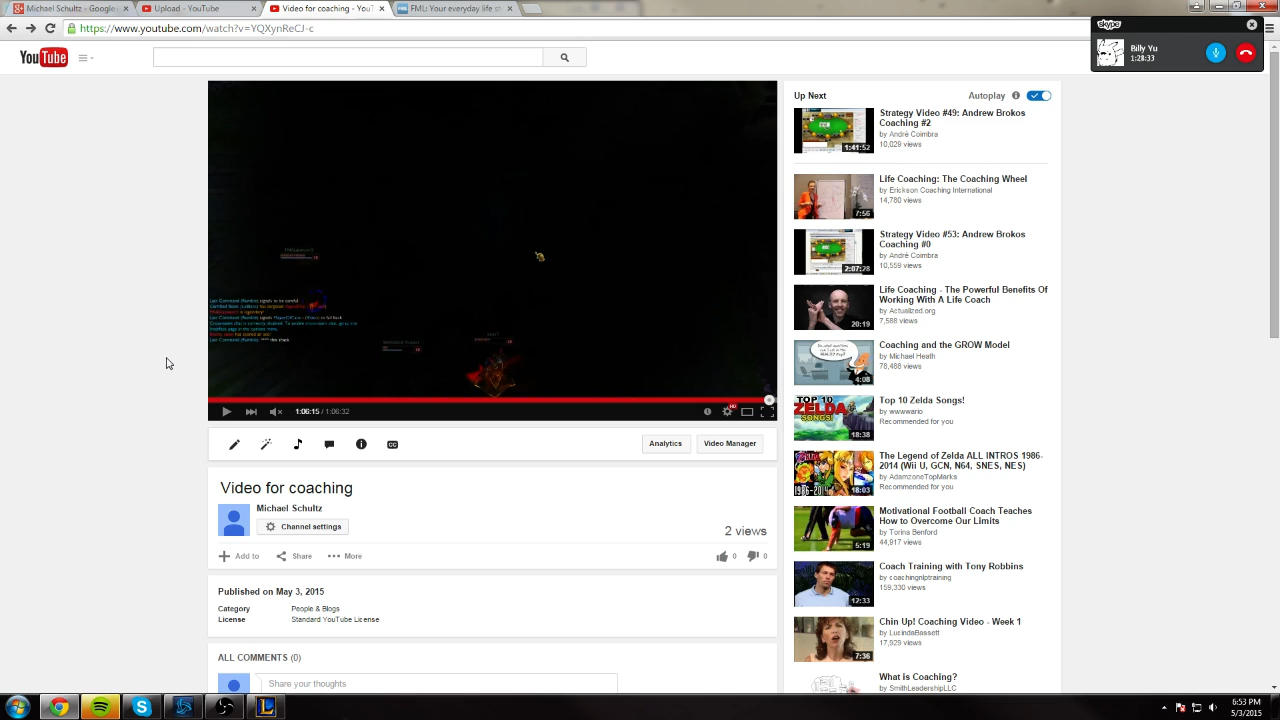 Michael Schultz - Google
Upload - YouTube
Video for coaching - YouT
FML: Your everyday life st
https://www.youtube.com/watch?v=YQXynReCJ-c
skype
Billy Yu
1:28:33
YouTube
Up Next
Autoplay
Strategy Video #49: Andrew Brokos
Coaching #2
by André Coimbra
10,029 views
1:41:52
Life Coaching: The Coaching Wheel
by Erickson Coaching International
14,780 views
7:56
Strategy Video #53: Andrew Brokos
Coaching #0
by André Coimbra
10,559 views
2:07:28
Life Coaching - The Powerful Benefits Of
Working With A Life Coach
by Actualized.org
7,588 views
20:19
Coaching and the GROW Model
by Michael Heath
78,488 views
4:08
TOP 10
ZELDA
SONGS!
Top 10 Zelda Songs!
by wwwwario
Recommended for you
18:38
The Legend of Zelda ALL INTROS 1986-
2014 (Wii U, GCN, N64, SNES, NES)
by AdamzoneTopMarks
Recommended for you
1986-2014
18:03
Motivational Football Coach Teaches
How to Overcome Our Limits
by Torina Benford
44,917 views
5:19
Coach Training with Tony Robbins
by coachingnlptraining
159,330 views
12:33
Chin Up! Coaching Video - Week 1
by LucindaBassett
17,929 views
7:36
What is Coaching?
by SmithLeadershipLLC
1:06:15 / 1:06:32
HD
CC
Analytics
Video Manager
Video for coaching
Michael Schultz
Channel settings
2 views
Add to
Share
More
0
0
Published on May 3, 2015
Category
People & Blogs
License
Standard YouTube License
ALL COMMENTS (0)
Share your thoughts
6:53 PM
5/3/2015